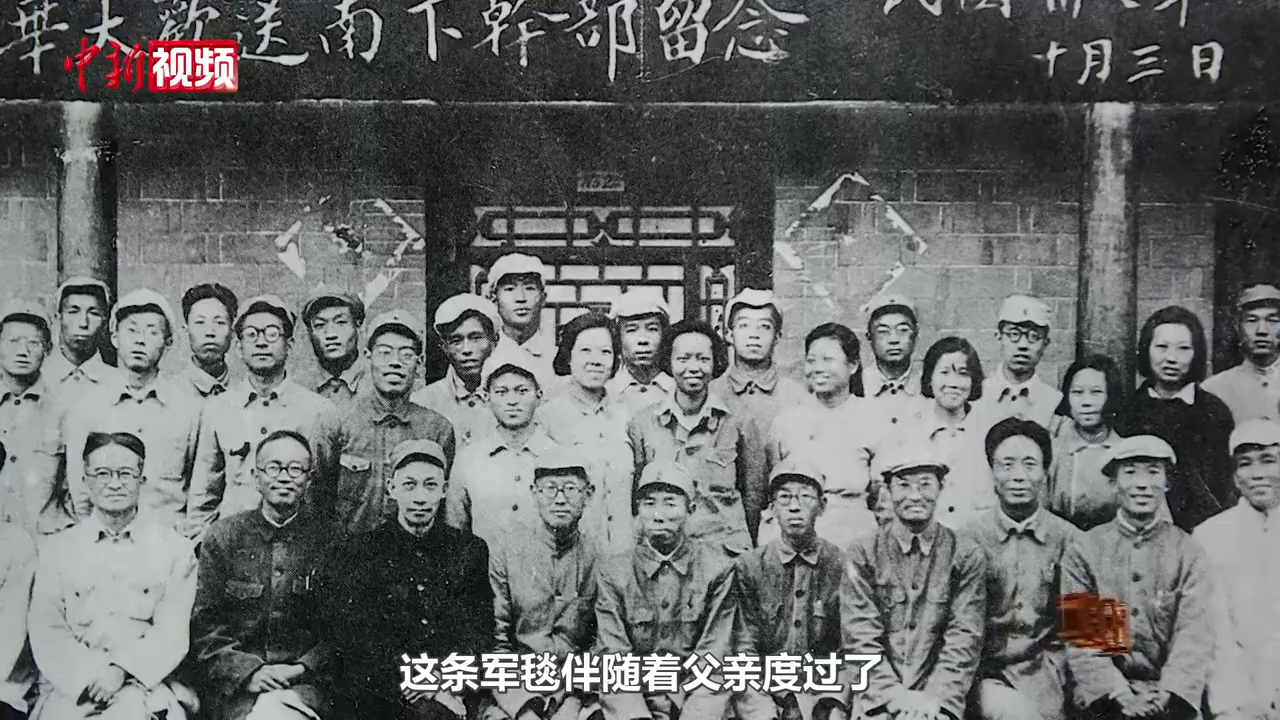 華大歡送南下幹部留念
十月三日
中新视频
这条军毯伴随着父亲度过了